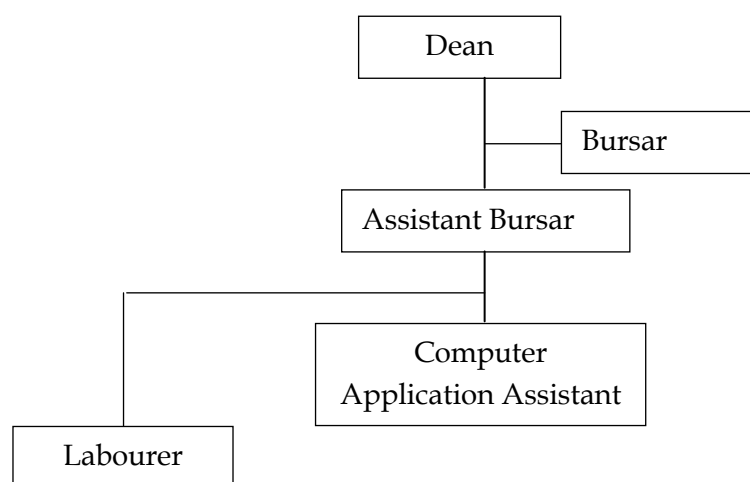 Dean
Bursar
Assistant Bursar
Computer
Application Assistant
Labourer